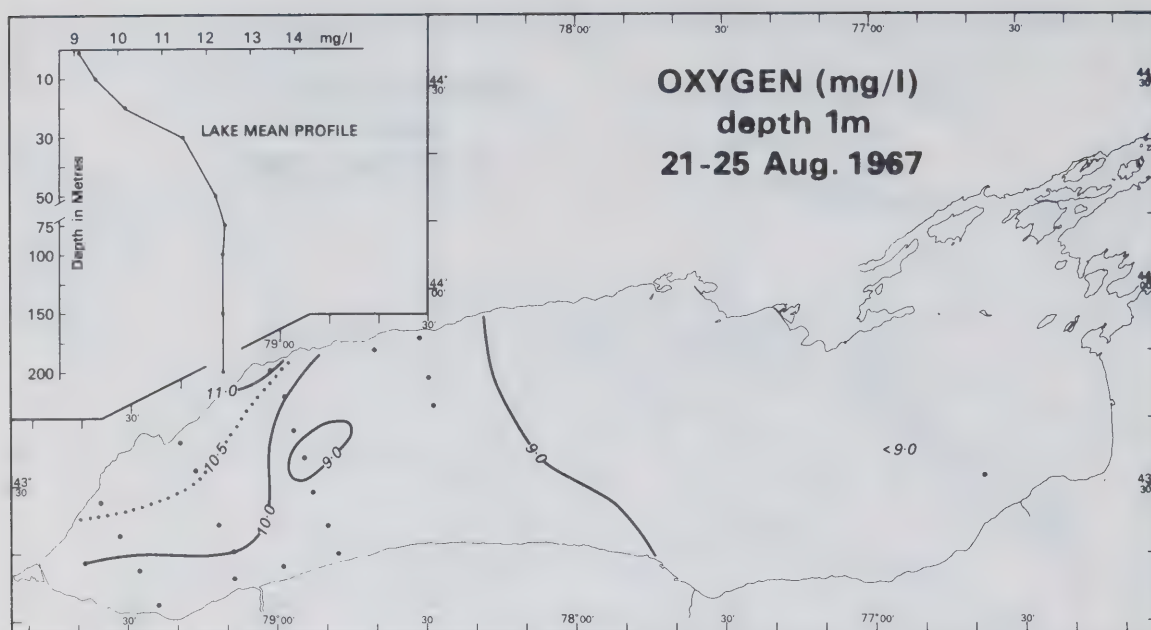 9 10 11 12 13 14 mg/l
10
30
50
75
100
150
200
Depth in Metres
LAKE MEAN PROFILE
OXYGEN (mg/l)
depth 1m
21-25 Aug. 1967
78°00' 30' 77°00' 30'
44° 30'
44° 00'
30'
79°00'
30'
43° 30'
11·0
10·5
10·0
9·0
9·0
<9·0
43 30
30' 79°00' 30 78°00' 30' 77°00' 30'